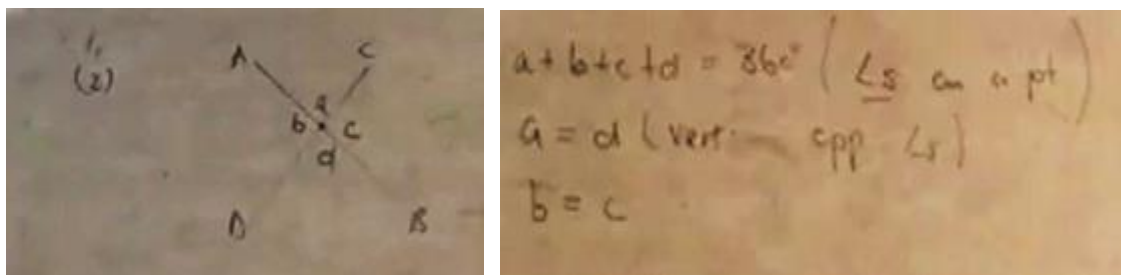 1,
(2)
A
C
a
b
c
d
D
B
a+b+c+d = 360° (∠s on a pt)
a = d (vert opp ∠s)
b = c